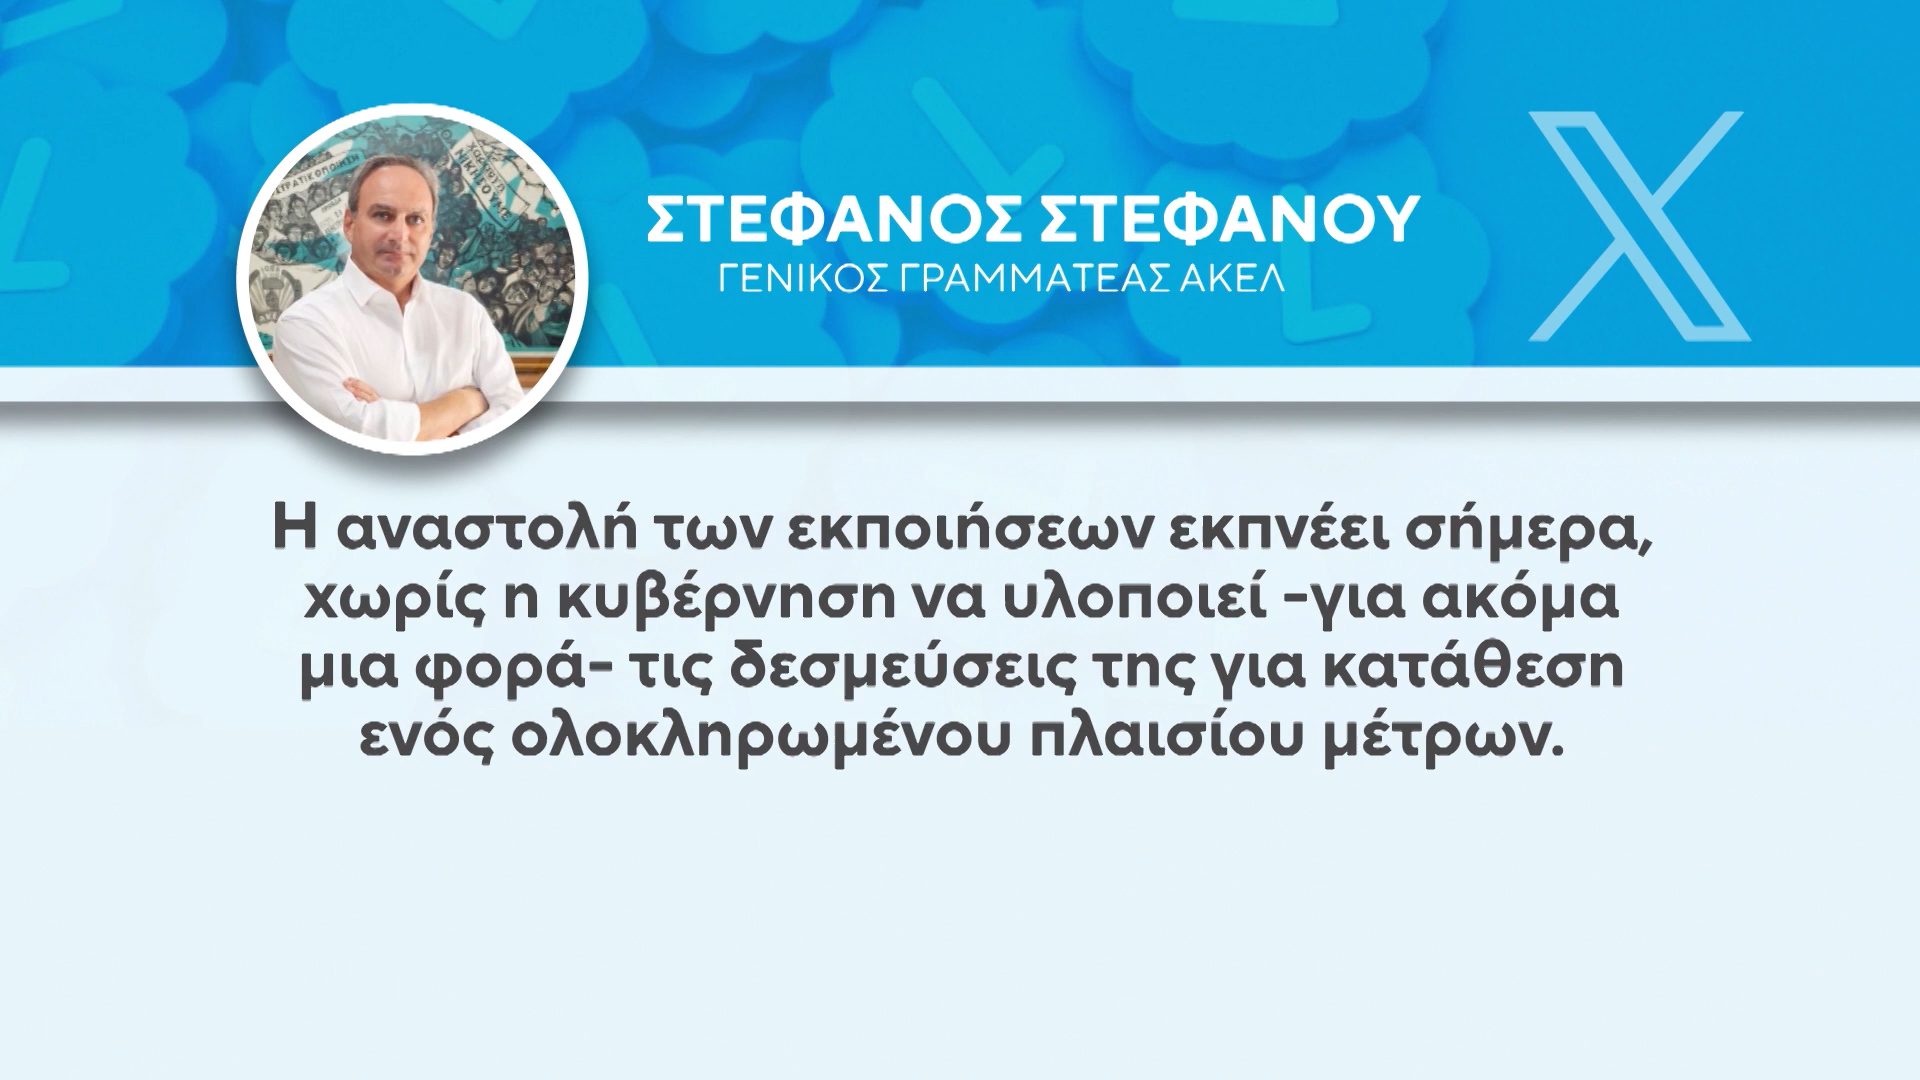 ΣΤΕΦΑΝΟΣ ΣΤΕΦΑΝΟΥ
ΓΕΝΙΚΟΣ ΓΡΑΜΜΑΤΕΑΣ ΑΚΕΛ
Η αναστολή των εκποιήσεων εκπνέει σήμερα,
χωρίς η κυβέρνηση να υλοποιεί -για ακόμα
μια φορά- τις δεσμεύσεις της για κατάθεση
ενός ολοκληρωμένου πλαισίου μέτρων.